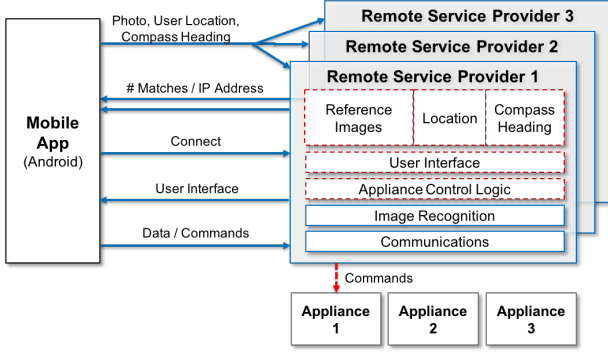 Photo, User Location,
Compass Heading
Remote Service Provider 3
Remote Service Provider 2
Remote Service Provider 1
# Matches / IP Address
Reference
Images
Location
Compass
Heading
Mobile
App
(Android)
Connect
User Interface
User Interface
Appliance Control Logic
Image Recognition
Data / Commands
Communications
Commands
Appliance
1
Appliance
2
Appliance
3